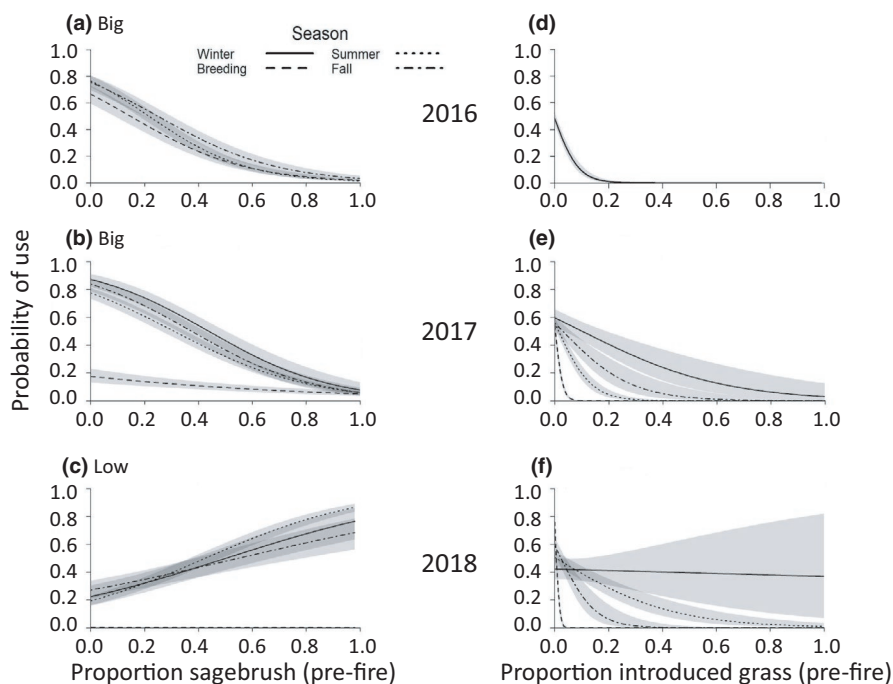 (a) Big
Season
Winter Summer
Breeding Fall
1.0
0.8
0.6
0.4
0.2
0.0
0.0 0.2 0.4 0.6 0.8 1.0
2016
(d)
1.0
0.8
0.6
0.4
0.2
0.0
0.0 0.2 0.4 0.6 0.8 1.0
Probability of use
(b) Big
1.0
0.8
0.6
0.4
0.2
0.0
0.0 0.2 0.4 0.6 0.8 1.0
2017
(e)
1.0
0.8
0.6
0.4
0.2
0.0
0.0 0.2 0.4 0.6 0.8 1.0
(c) Low
1.0
0.8
0.6
0.4
0.2
0.0
0.0 0.2 0.4 0.6 0.8 1.0
Proportion sagebrush (pre-fire)
2018
(f)
1.0
0.8
0.6
0.4
0.2
0.0
0.0 0.2 0.4 0.6 0.8 1.0
Proportion introduced grass (pre-fire)